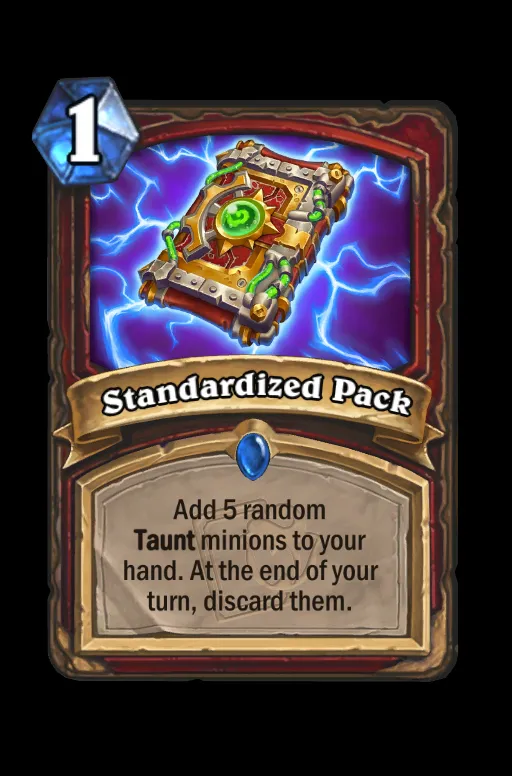 1
Standardized Pack
Add 5 random
Taunt minions to your
hand. At the end of your
turn, discard them.